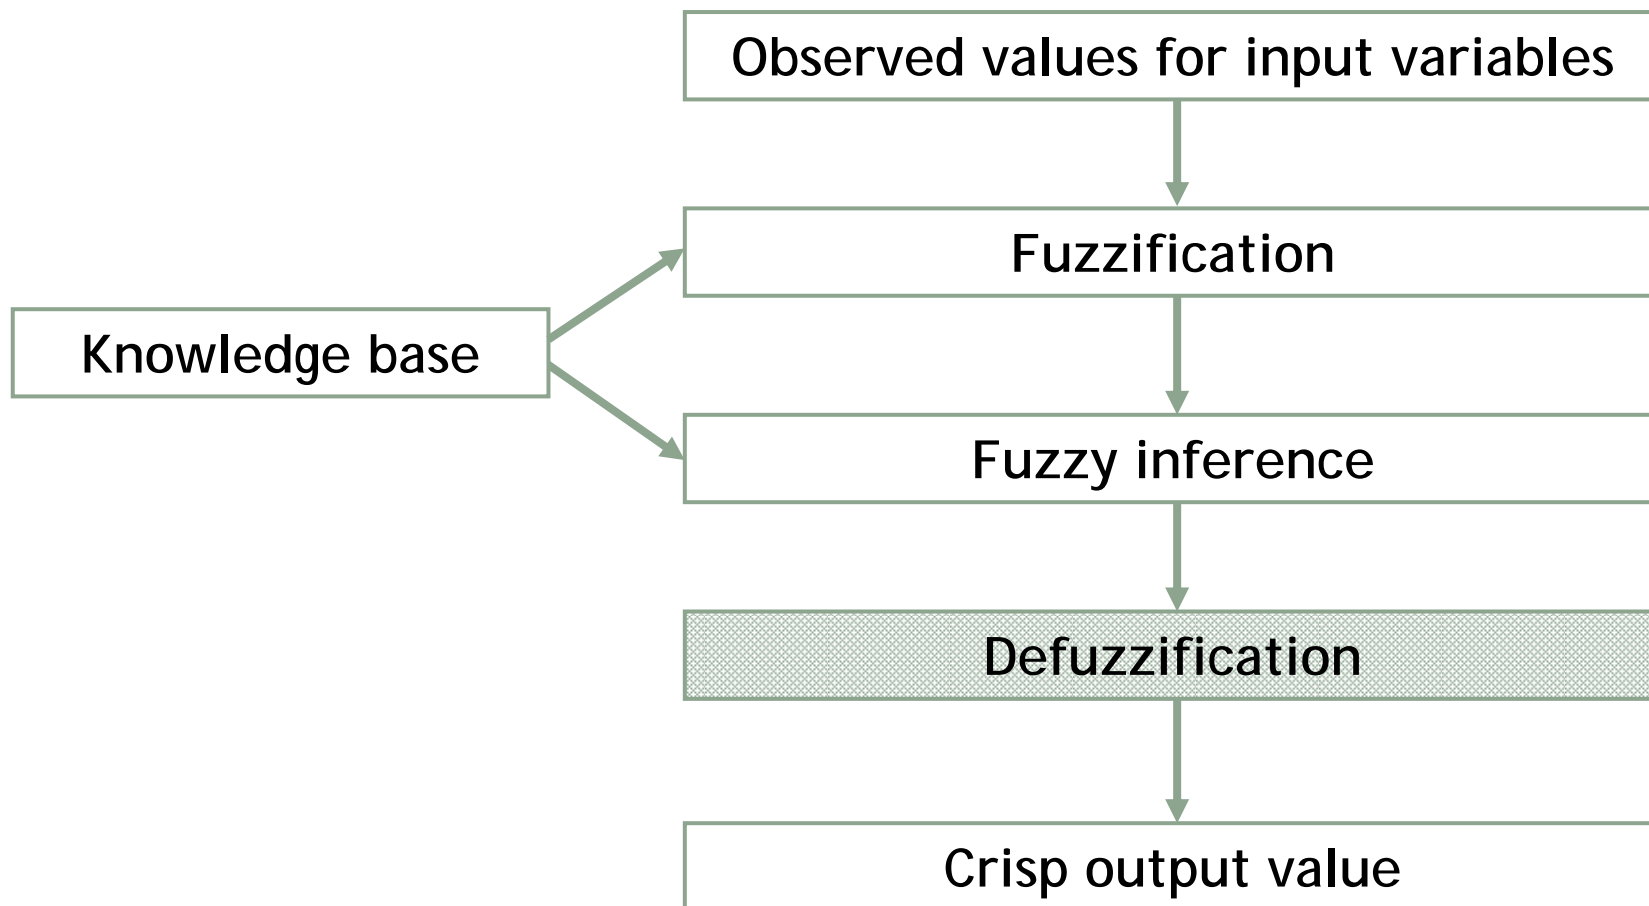 Observed values for input variables
Fuzzification
Knowledge base
Fuzzy inference
Defuzzification
Crisp output value